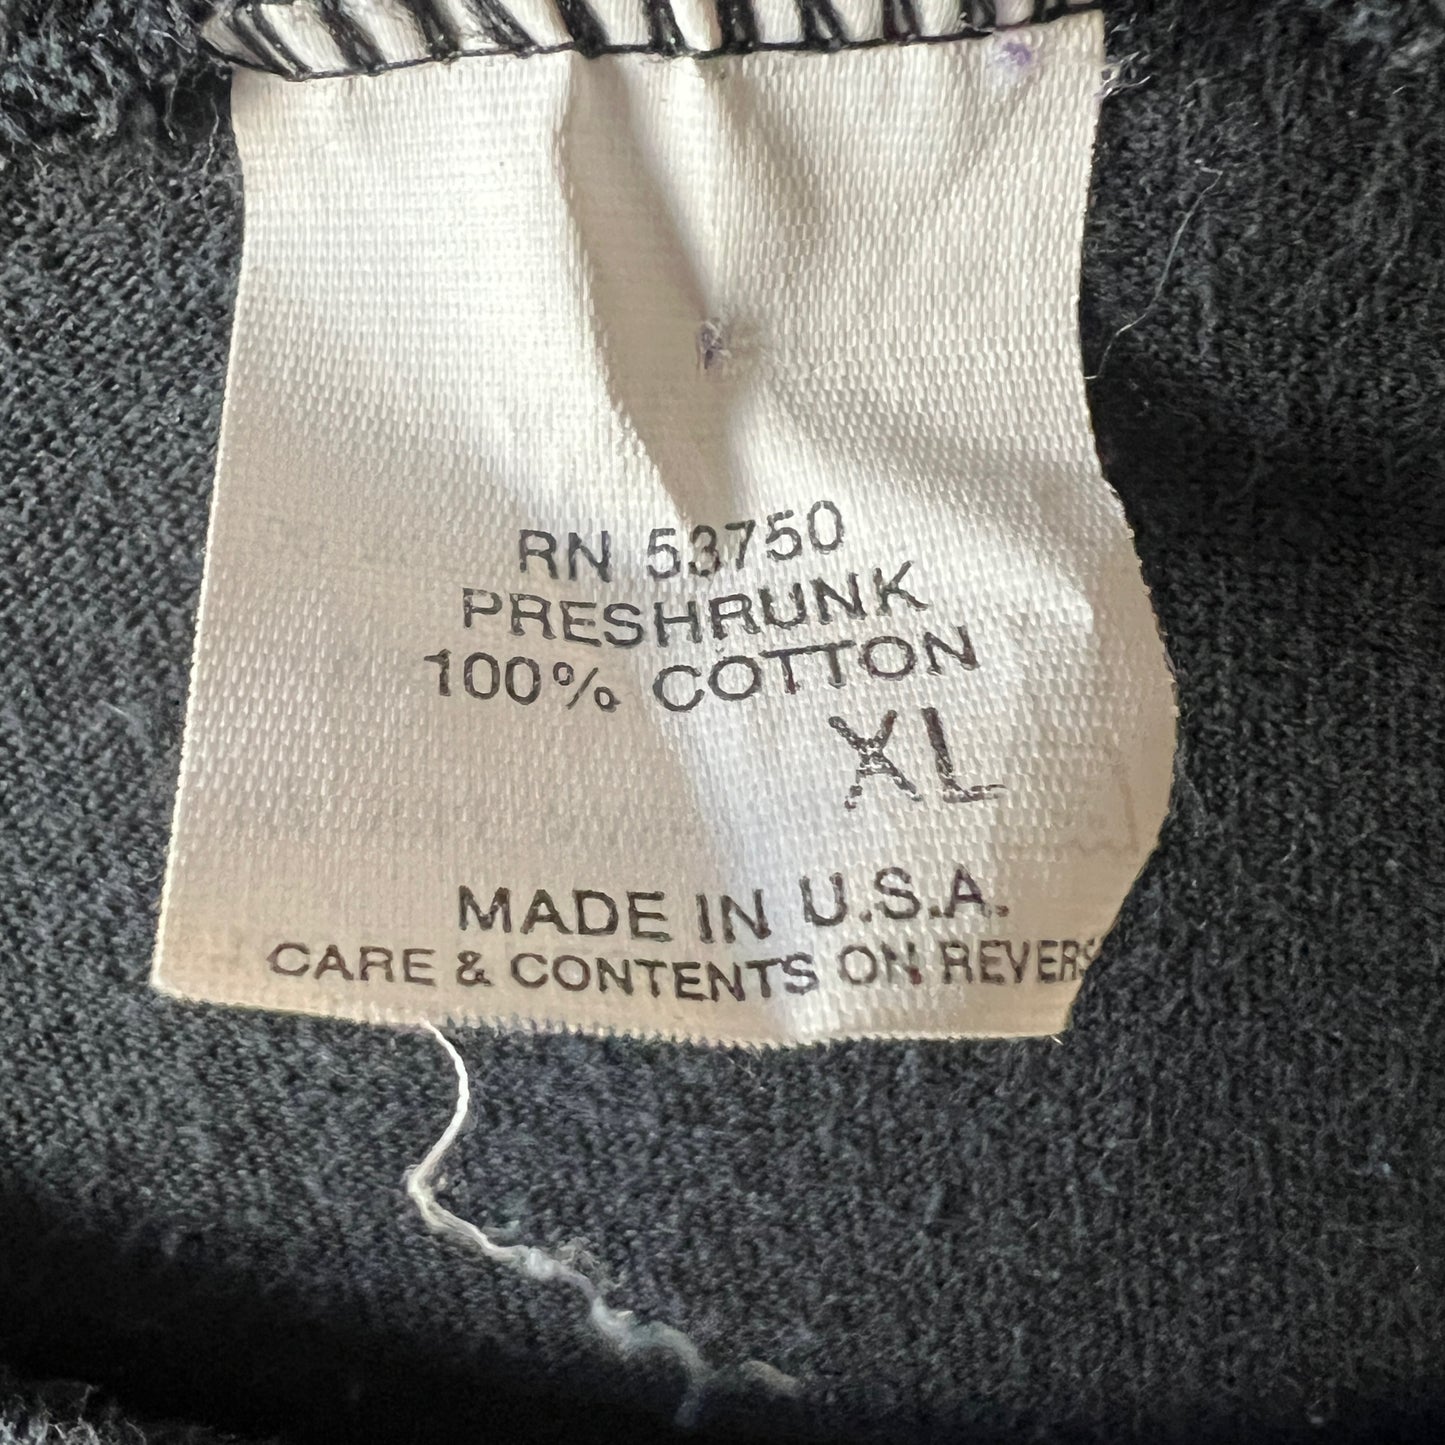 RN 53750
PRESHRUNK
100% COTTON
XL
MADE IN U.S.A.
CARE & CONTENTS ON REVERS